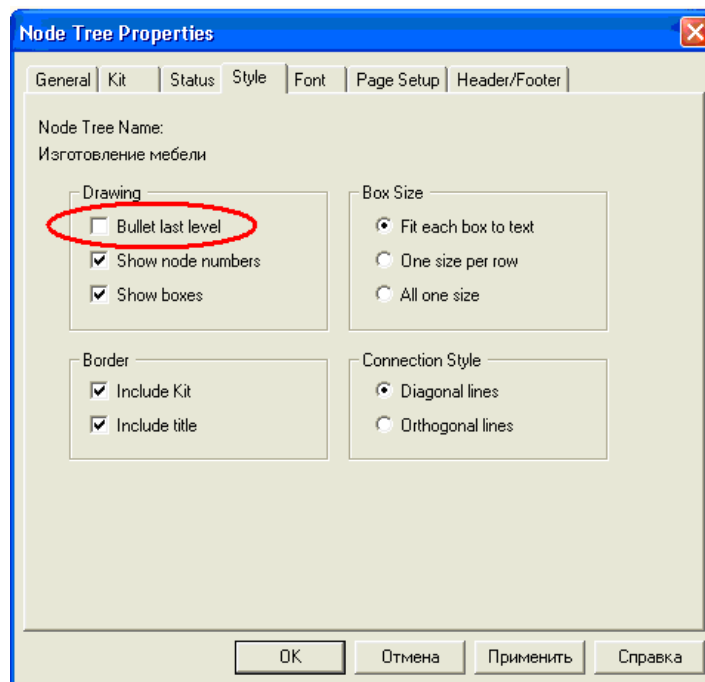 Node Tree Properties
General Kit Status Style Font Page Setup Header/Footer
Node Tree Name:
Изготовление мебели
Drawing
Bullet last level
Show node numbers
Show boxes
Box Size
Fit each box to text
One size per row
All one size
Border
Include Kit
Include title
Connection Style
Diagonal lines
Orthogonal lines
OK Отмена Применить Справка